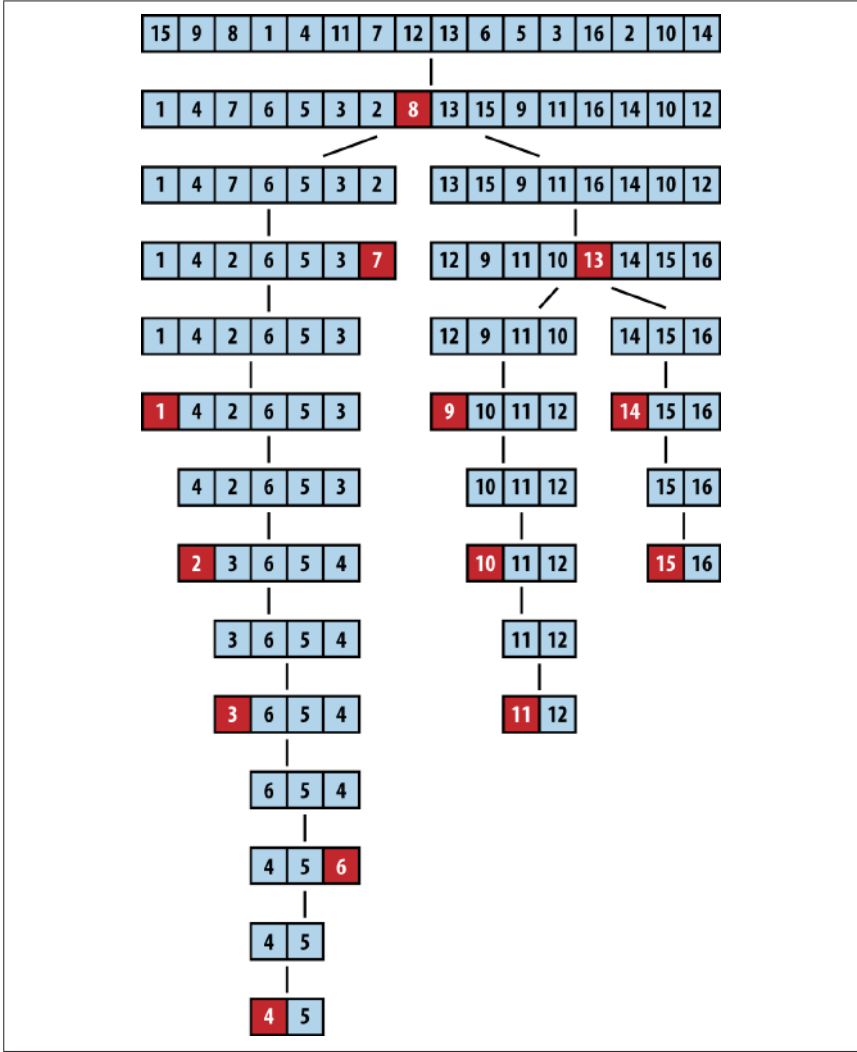 15 9 8 1 4 11 7 12 13 6 5 3 16 2 10 14
1 4 7 6 5 3 2 8 13 15 9 11 16 14 10 12
1 4 7 6 5 3 2 13 15 9 11 16 14 10 12
1 4 2 6 5 3 7 12 9 11 10 13 14 15 16
1 4 2 6 5 3 12 9 11 10 14 15 16
1 4 2 6 5 3 9 10 11 12 14 15 16
4 2 6 5 3 10 11 12 15 16
2 3 6 5 4 10 11 12 15 16
3 6 5 4 11 12
3 6 5 4 11 12
6 5 4
4 5 6
4 5
4 5